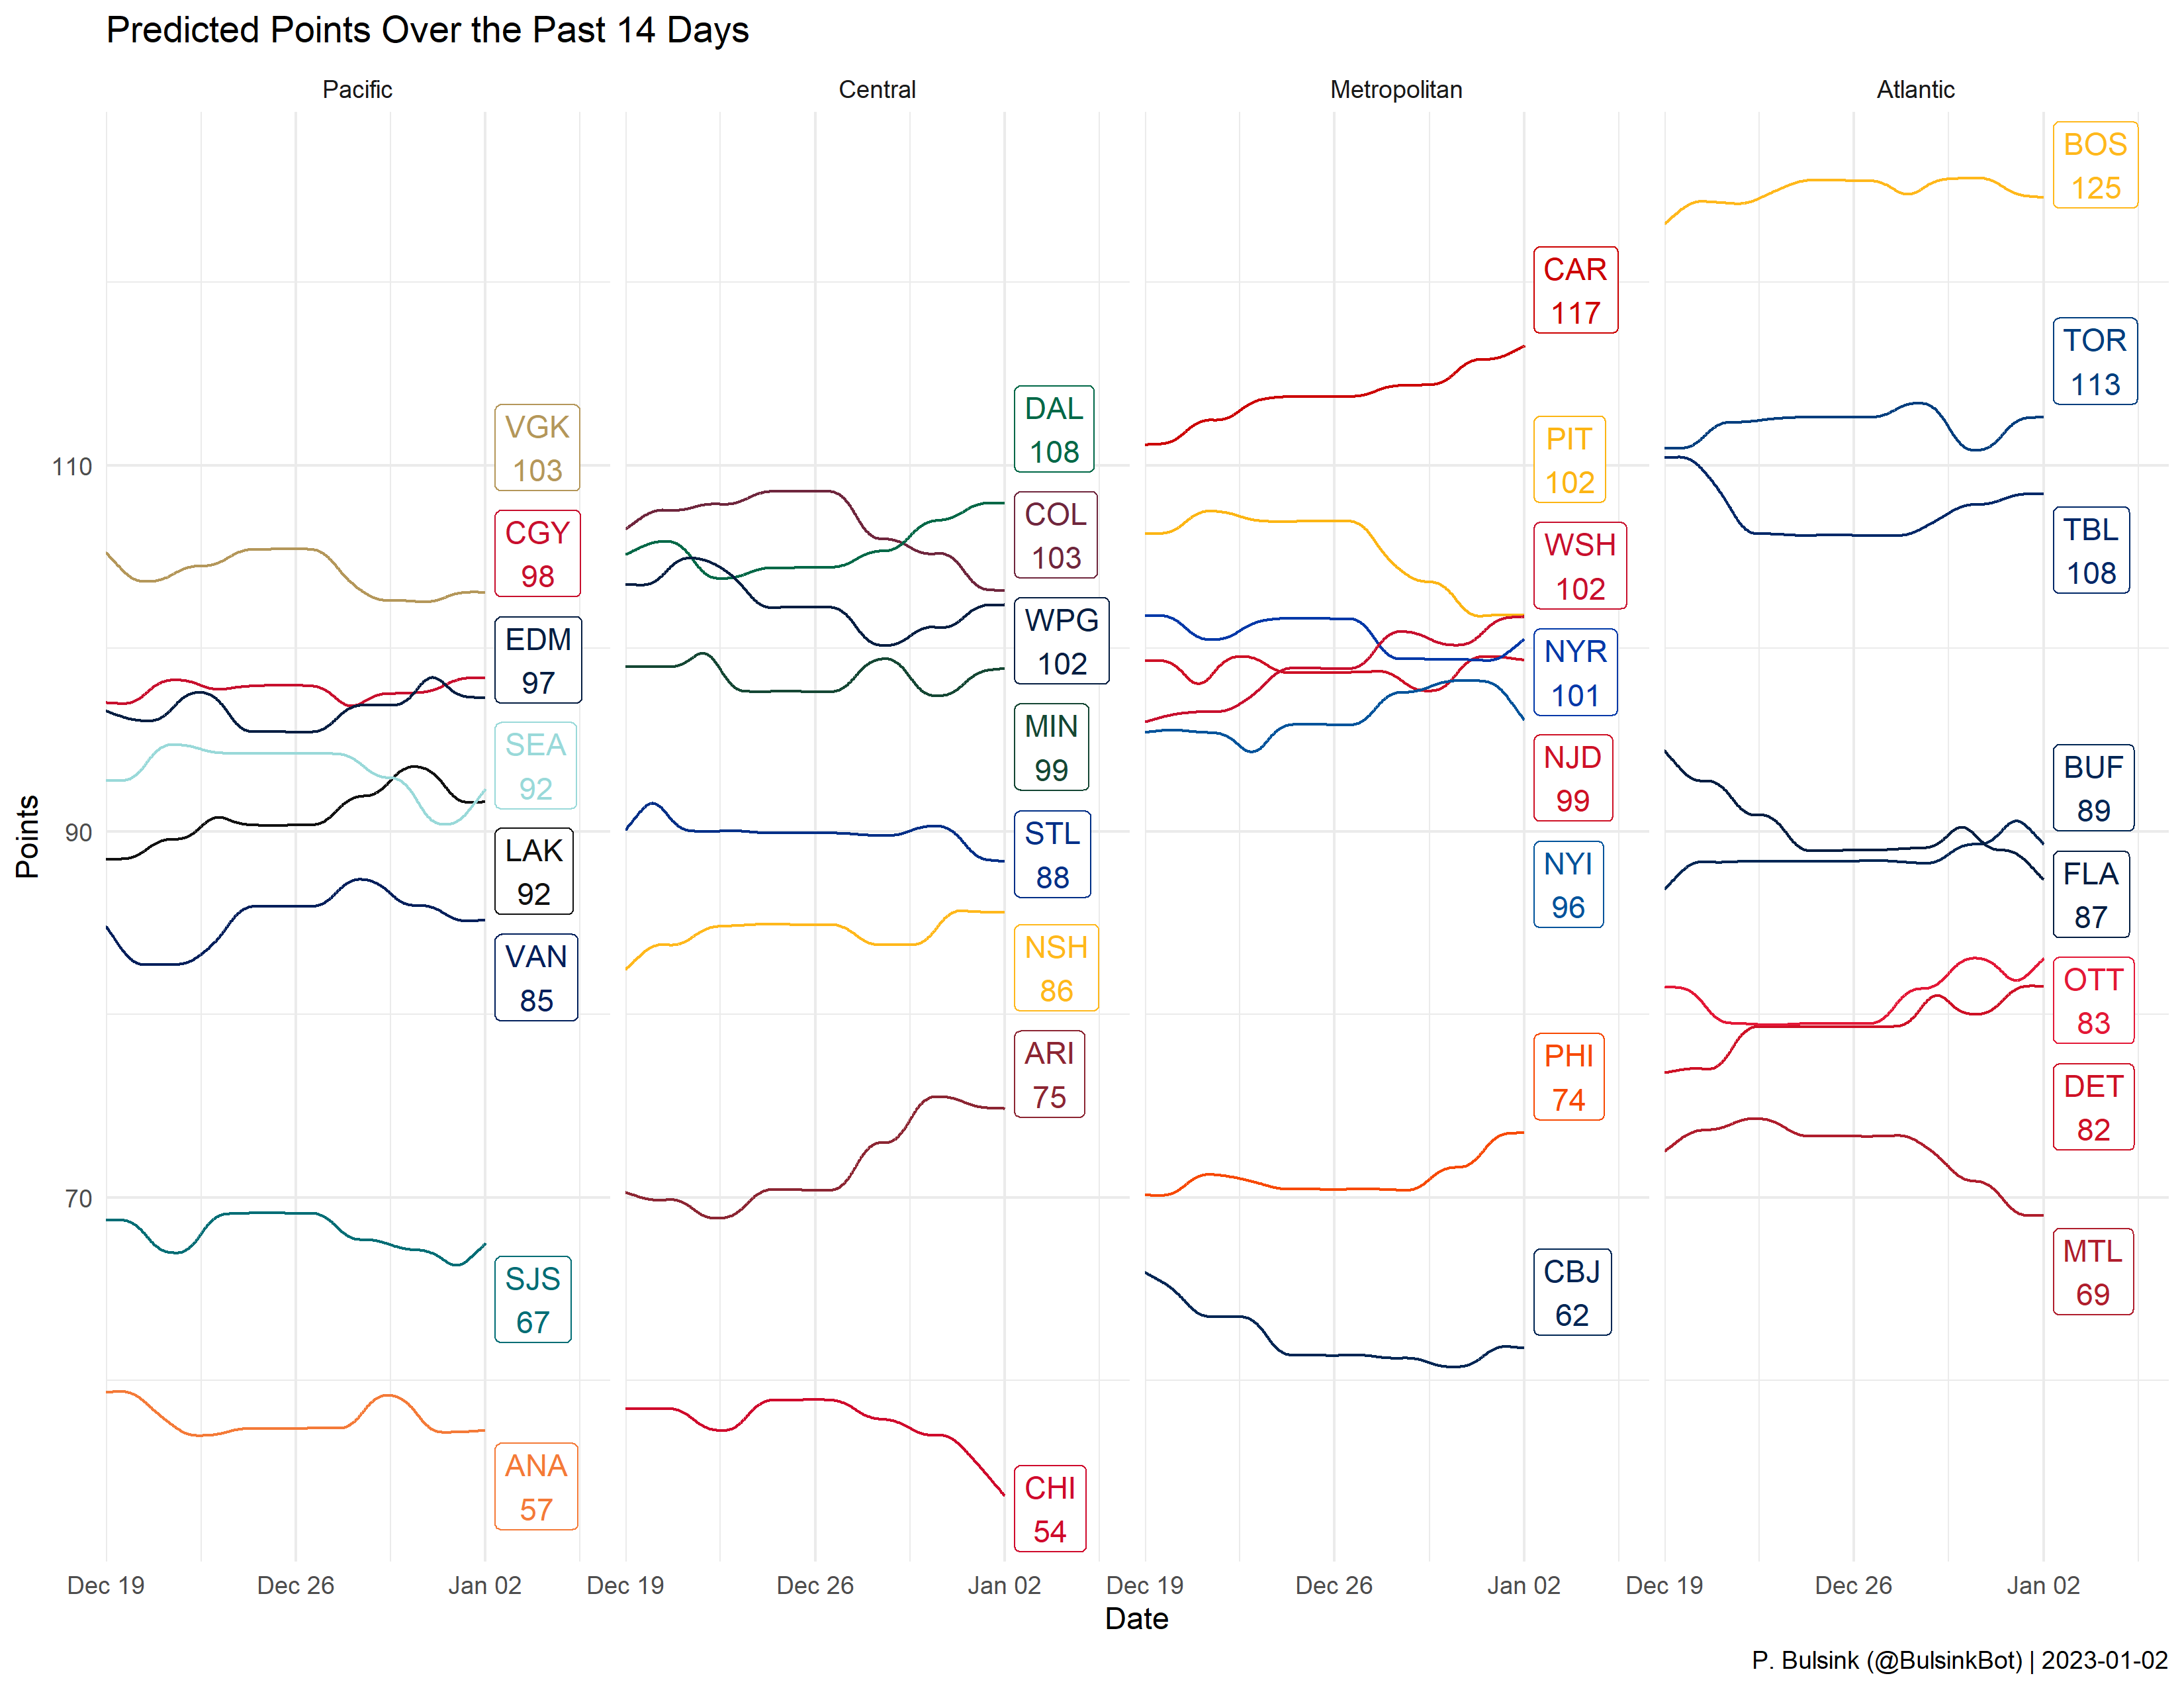 Predicted Points Over the Past 14 Days
Pacific
Central
Metropolitan
Atlantic
Points
110
90
70
VGK
103
CGY
98
EDM
97
SEA
92
LAK
92
VAN
85
SJS
67
ANA
57
DAL
108
COL
103
WPG
102
MIN
99
STL
88
NSH
86
ARI
75
CHI
54
CAR
117
PIT
102
WSH
102
NYR
101
NJD
99
NYI
96
PHI
74
CBJ
62
BOS
125
TOR
113
TBL
108
BUF
89
FLA
87
OTT
83
DET
82
MTL
69
Dec 19 Dec 26 Jan 02 Dec 19 Dec 26 Jan 02 Dec 19 Dec 26 Jan 02 Dec 19 Dec 26 Jan 02
Date
P. Bulsink (@BulsinkBot) | 2023-01-02